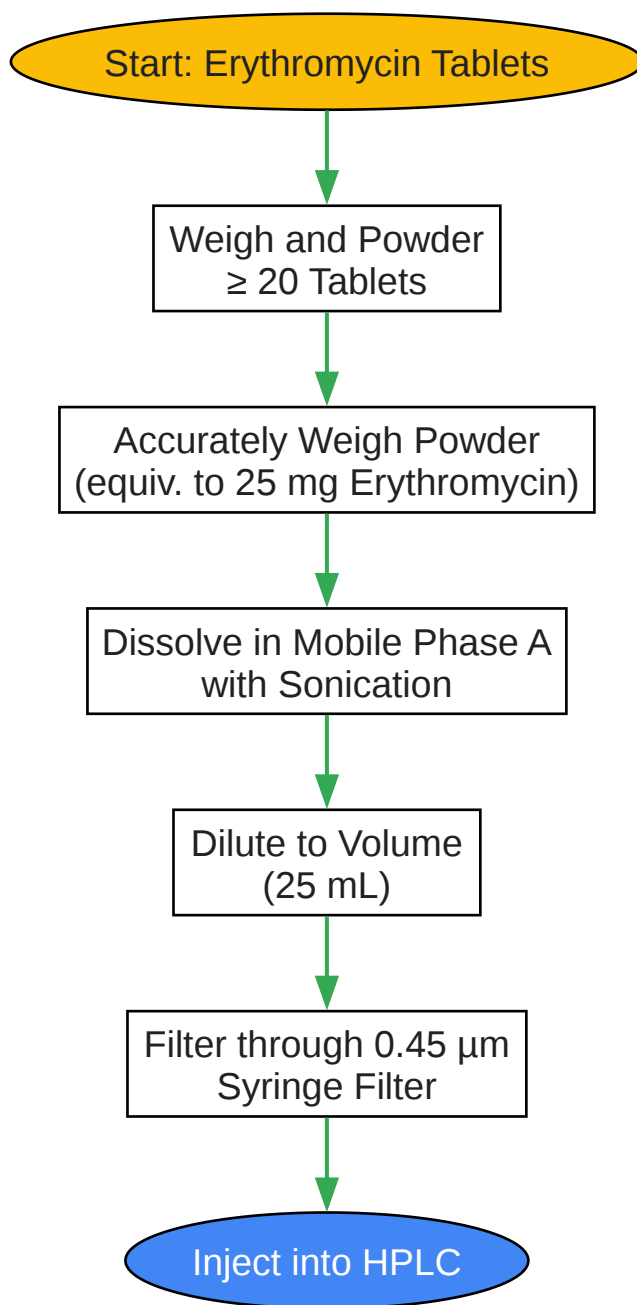 Start: Erythromycin Tablets
Weigh and Powder
≥ 20 Tablets
Accurately Weigh Powder
(equiv. to 25 mg Erythromycin)
Dissolve in Mobile Phase A
with Sonication
Dilute to Volume
(25 mL)
Filter through 0.45 µm
Syringe Filter
Inject into HPLC